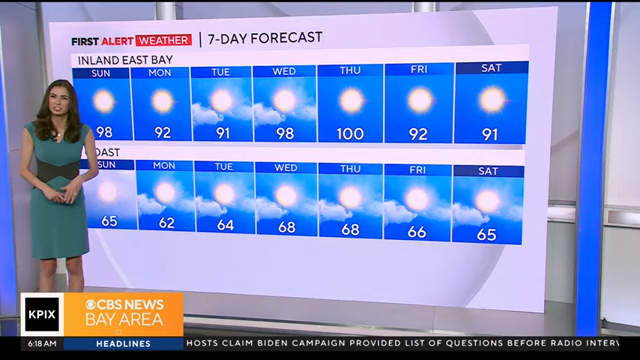 FIRST ALERT WEATHER | 7-DAY FORECAST
INLAND EAST BAY
SUN MON TUE WED THU FRI SAT
98 92 91 98 100 92 91
OAST
SUN MON TUE WED THU FRI SAT
65 62 64 68 68 66 65
KPIX
CBS NEWS
BAY AREA
6:18 AM HEADLINES HOSTS CLAIM BIDEN CAMPAIGN PROVIDED LIST OF QUESTIONS BEFORE RADIO INTERV